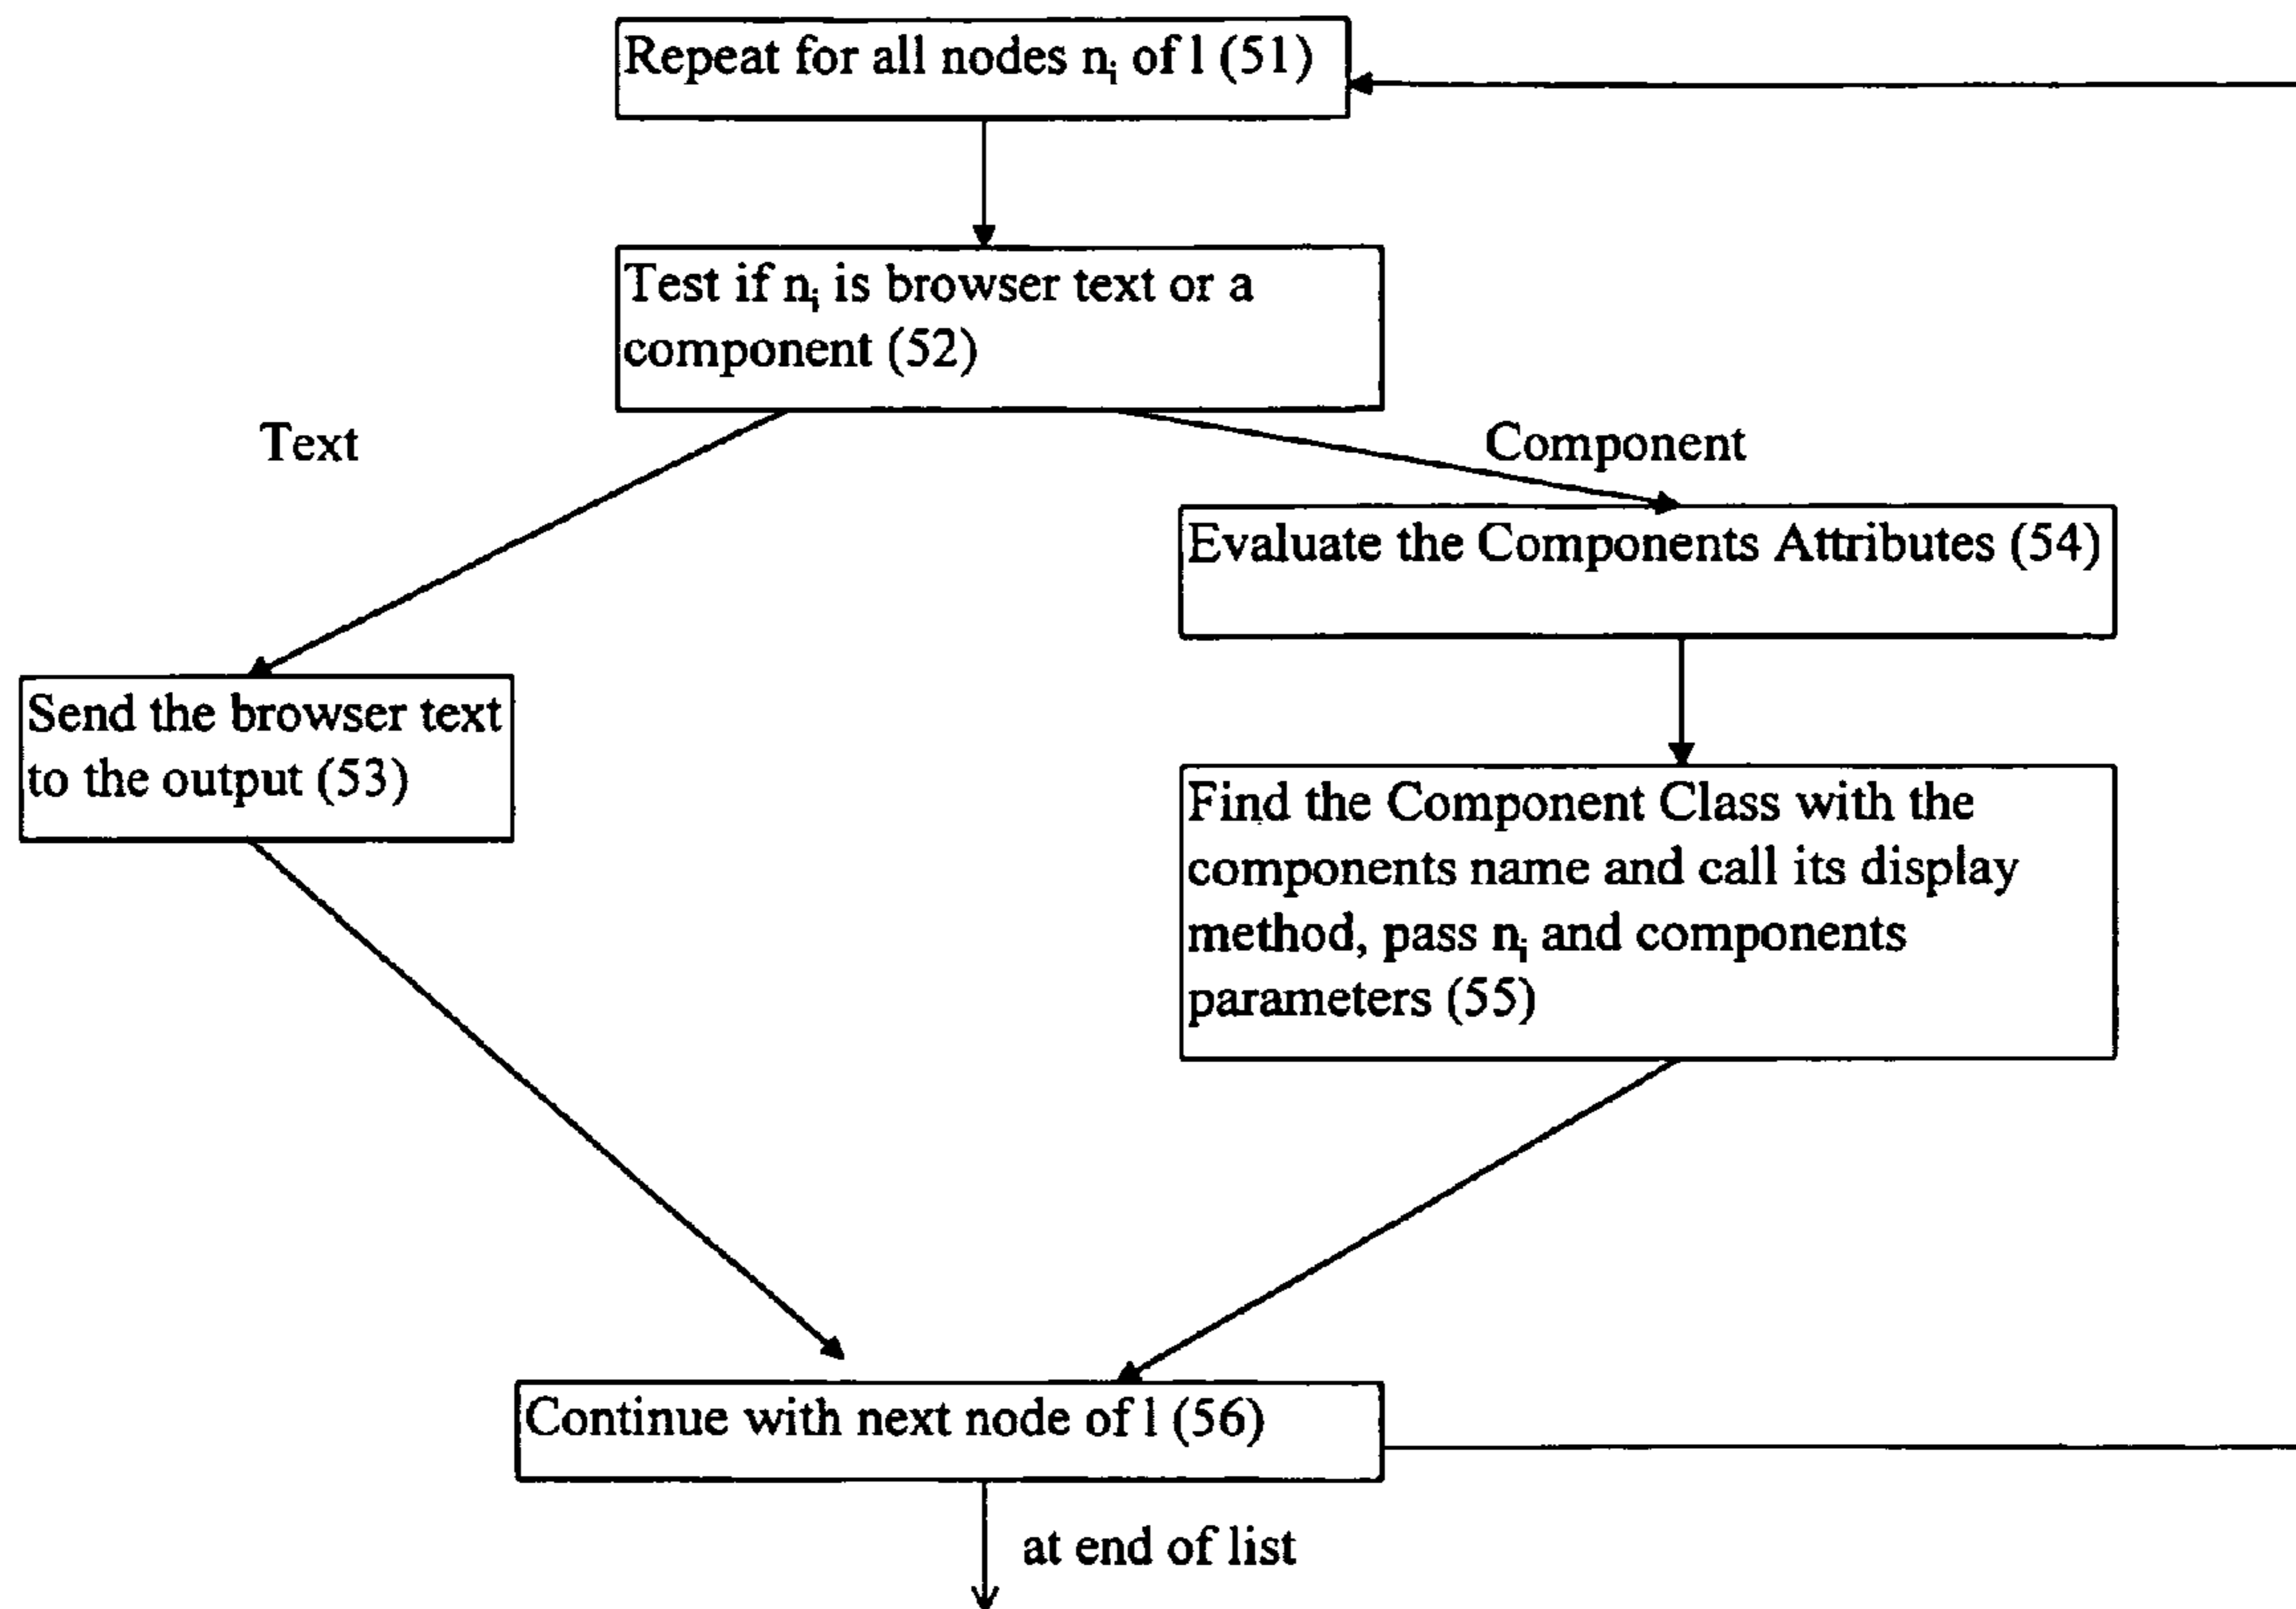 Repeat for all nodes nᵢ of l (51)
Test if nᵢ is browser text or a
component (52)
Text
Component
Evaluate the Components Attributes (54)
Send the browser text
to the output (53)
Find the Component Class with the
components name and call its display
method, pass nᵢ and components
parameters (55)
Continue with next node of l (56)
at end of list